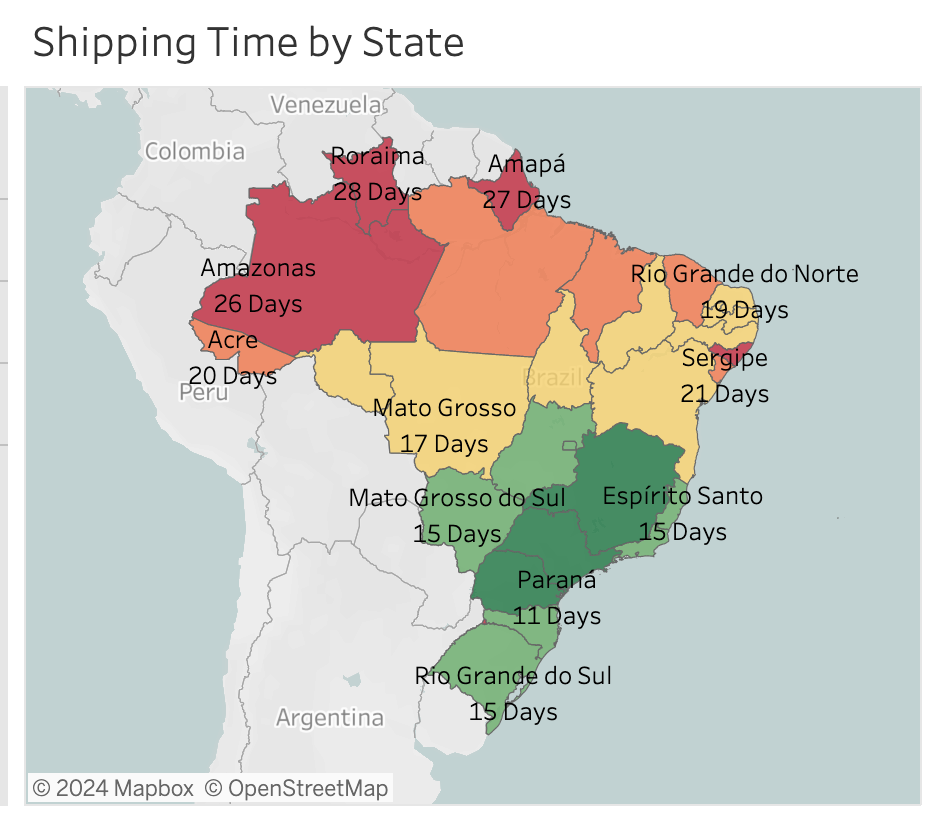 Shipping Time by State
Venezuela
Colombia
Roraima
28 Days
Amapá
27 Days
Amazonas
26 Days
Rio Grande do Norte
19 Days
Acre
20 Days
Peru
Sergipe
21 Days
Brazil
Mato Grosso
17 Days
Mato Grosso do Sul
15 Days
Espírito Santo
15 Days
Paraná
11 Days
Rio Grande do Sul
15 Days
Argentina
© 2024 Mapbox © OpenStreetMap